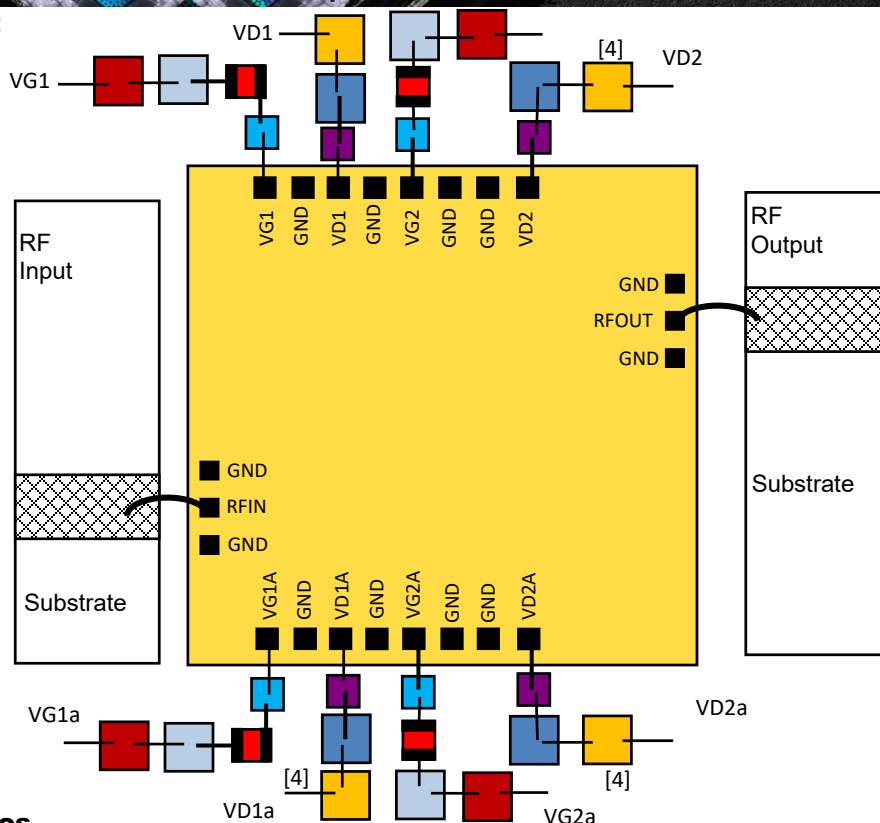 VD1
[4]
VD2
VG1
VG1
GND
VD1
GND
VG2
GND
GND
VD2
RF
Input
RF
Output
GND
RFOUT
GND
GND
RFIN
GND
Substrate
Substrate
VG1A
GND
VD1A
GND
VG2A
GND
GND
VD2A
VG1a
VD2a
[4]
[4]
VD1a
VG2a